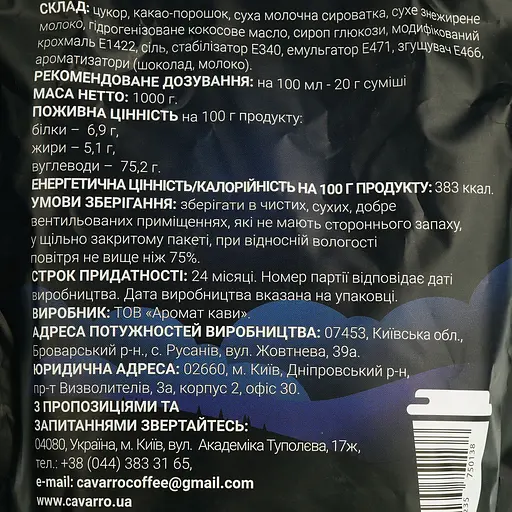 СКЛАД: цукор, какао-порошок, суха молочна сироватка, сухе знежирене
молоко, гідрогенізоване кокосове масло, сироп глюкози, модифікований
крохмаль Е1422, сіль, стабілізатор Е340, емульгатор Е471, згущувач Е466,
ароматизатори (шоколад, молоко).
РЕКОМЕНДОВАНЕ ДОЗУВАННЯ: на 100 мл - 20 г суміші
МАСА НЕТТО: 1000 г.
ПОЖИВНА ЦІННІСТЬ на 100 г продукту:
білки – 6,9 г,
жири – 5,1 г,
вуглеводи – 75,2 г.
ЕНЕРГЕТИЧНА ЦІННІСТЬ/КАЛОРІЙНІСТЬ НА 100 Г ПРОДУКТУ: 383 ккал.
УМОВИ ЗБЕРІГАННЯ: зберігати в чистих, сухих, добре
вентильованих приміщеннях, які не мають стороннього запаху,
у щільно закритому пакеті, при відносній вологості
повітря не вище ніж 75%.
СТРОК ПРИДАТНОСТІ: 24 місяці. Номер партії відповідає даті
виробництва. Дата виробництва вказана на упаковці.
ВИРОБНИК: ТОВ «Аромат кави».
АДРЕСА ПОТУЖНОСТЕЙ ВИРОБНИЦТВА: 07453, Київська обл.,
Броварський р-н., с. Русанів, вул. Жовтнева, 39а.
ЮРИДИЧНА АДРЕСА: 02660, м. Київ, Дніпровський р-н,
пр-т Визволителів, 3а, корпус 2, офіс 30.
З ПРОПОЗИЦІЯМИ ТА
ЗАПИТАННЯМИ ЗВЕРТАЙТЕСЬ:
04080, Україна, м. Київ, вул. Академіка Туполєва, 17ж,
тел.: +38 (044) 383 31 65,
e-mail: cavarrocoffee@gmail.com
www.cavarro.ua
750138